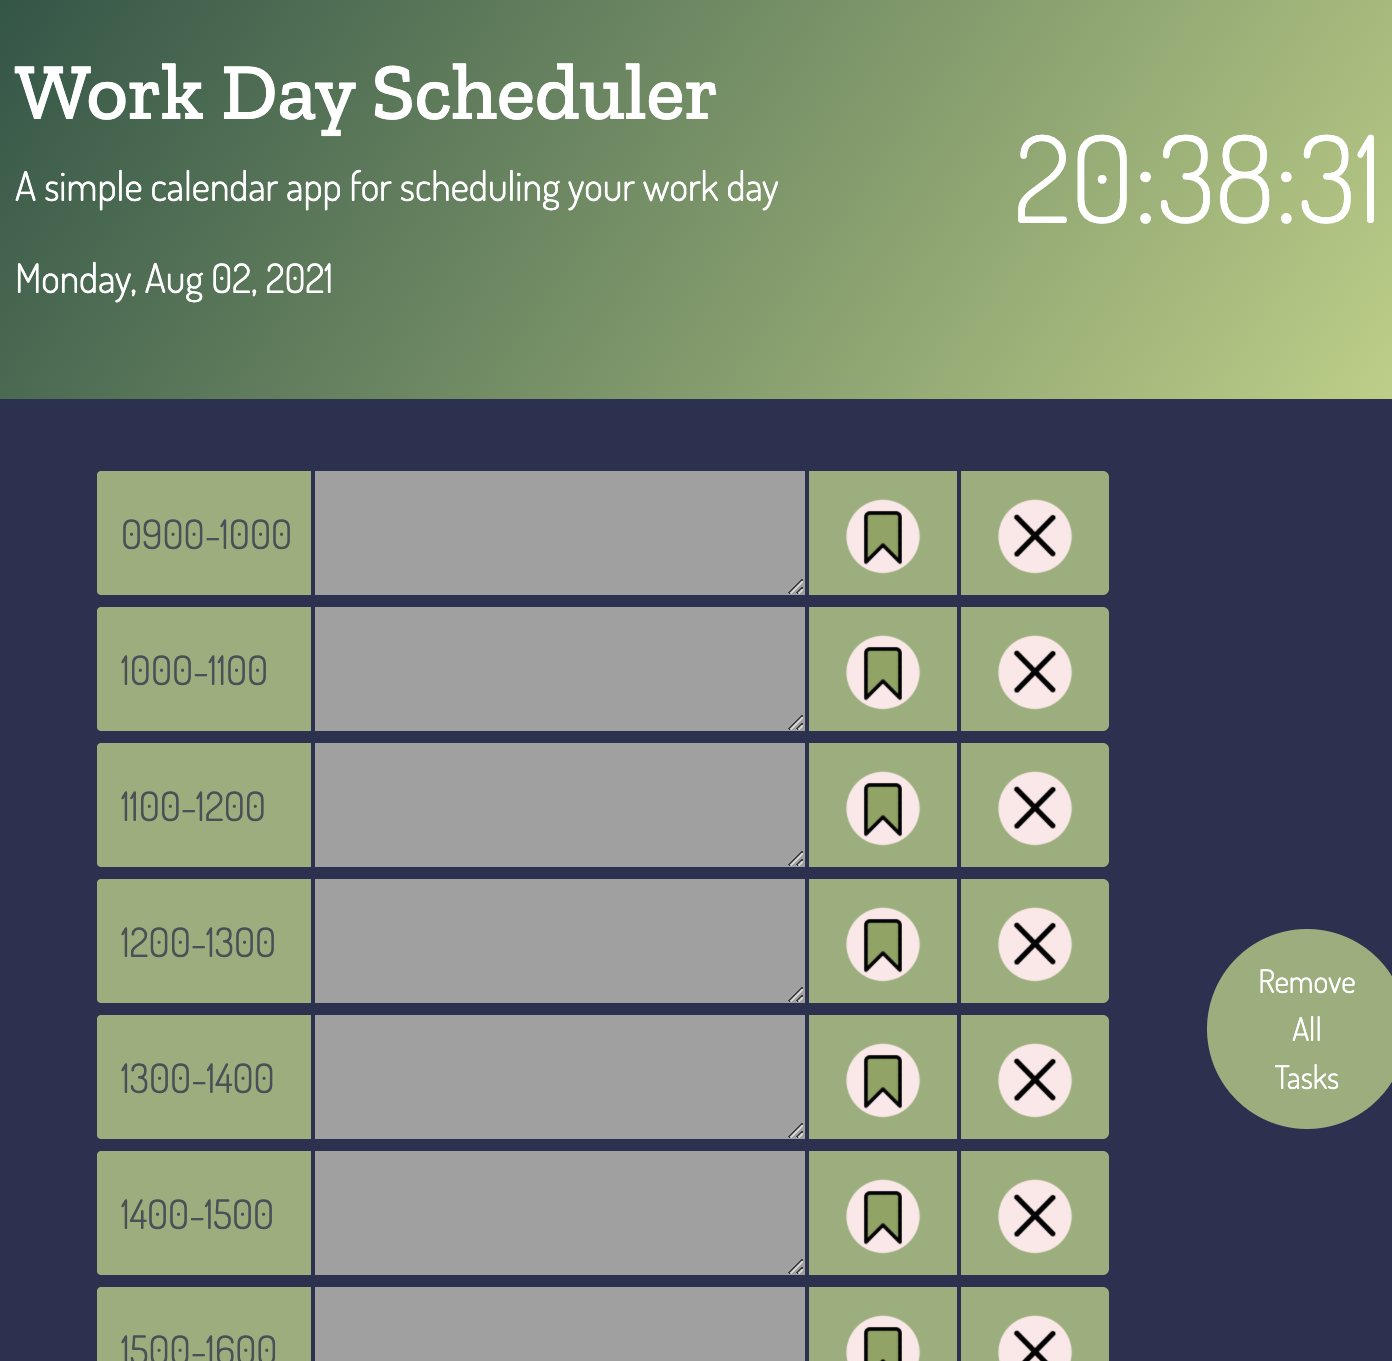 Work Day Scheduler
A simple calendar app for scheduling your work day
20:38:31
Monday, Aug 02, 2021
0900-1000
1000-1100
1100-1200
1200-1300
1300-1400
1400-1500
1500-1600
Remove
All
Tasks